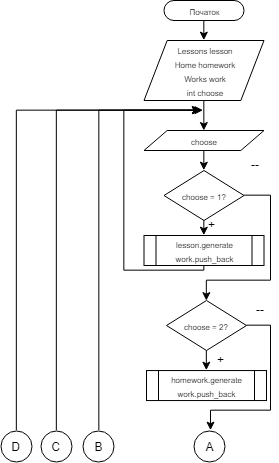 Початок
Lessons lesson
Home homework
Works work
int choose
choose
--
choose = 1?
+
lesson.generate
work.push_back
--
choose = 2?
+
homework.generate
work.push_back
D
C
B
A